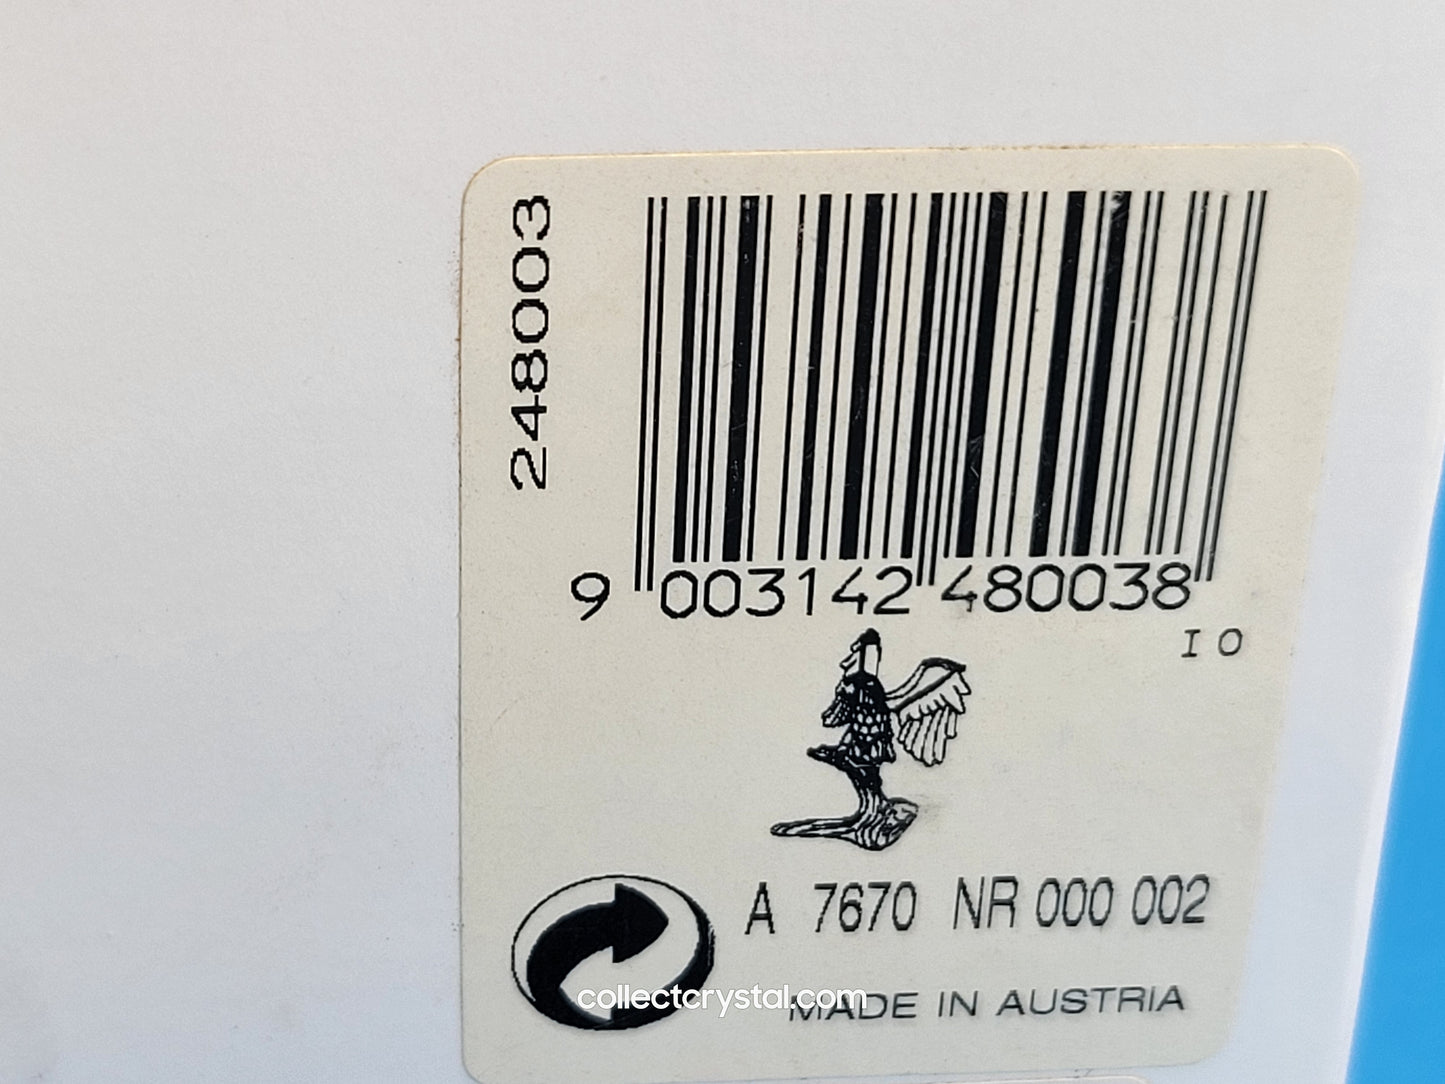 248003
9 003142 480038
I O
A 7670 NR 000 002
MADE IN AUSTRIA
collectcrystal.com